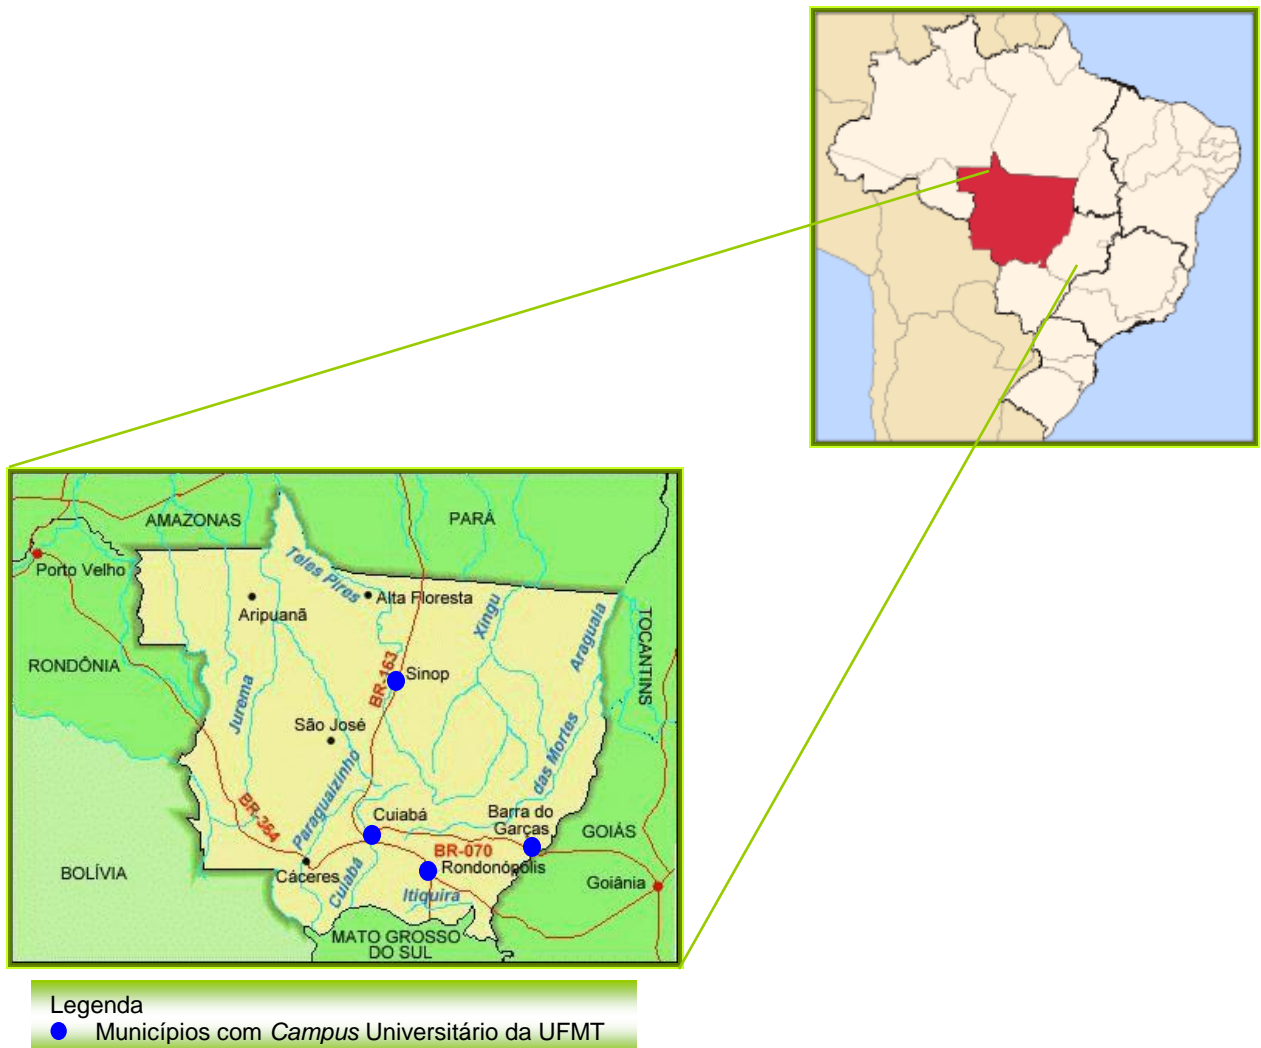 AMAZONAS
PARÁ
Porto Velho
Teles Pires
Alta Floresta
Aripuanã
Xingu
Araguaia
TOCANTINS
RONDÔNIA
Jurema
BR-163
Sinop
São José
das Mortes
Paraguaizinho
BR-364
Cuiabá
Barra do
Garças
GOIÁS
BR-070
Rondonópolis
BOLÍVIA
Cáceres
Cuiabá
Itiquira
Goiânia
MATO GROSSO
DO SUL
Legenda
Municípios com Campus Universitário da UFMT